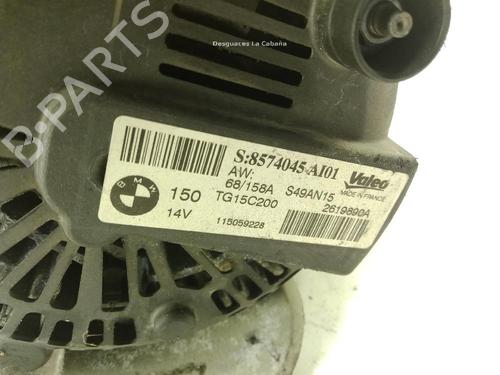 Desguaces La Cabaña
S:8574045 AI01
AW:
68/158A S49AN15
Valeo
MADE IN FRANCE
BMW
150 TG15C200 2619890A
14V 115059228
B-PARTS